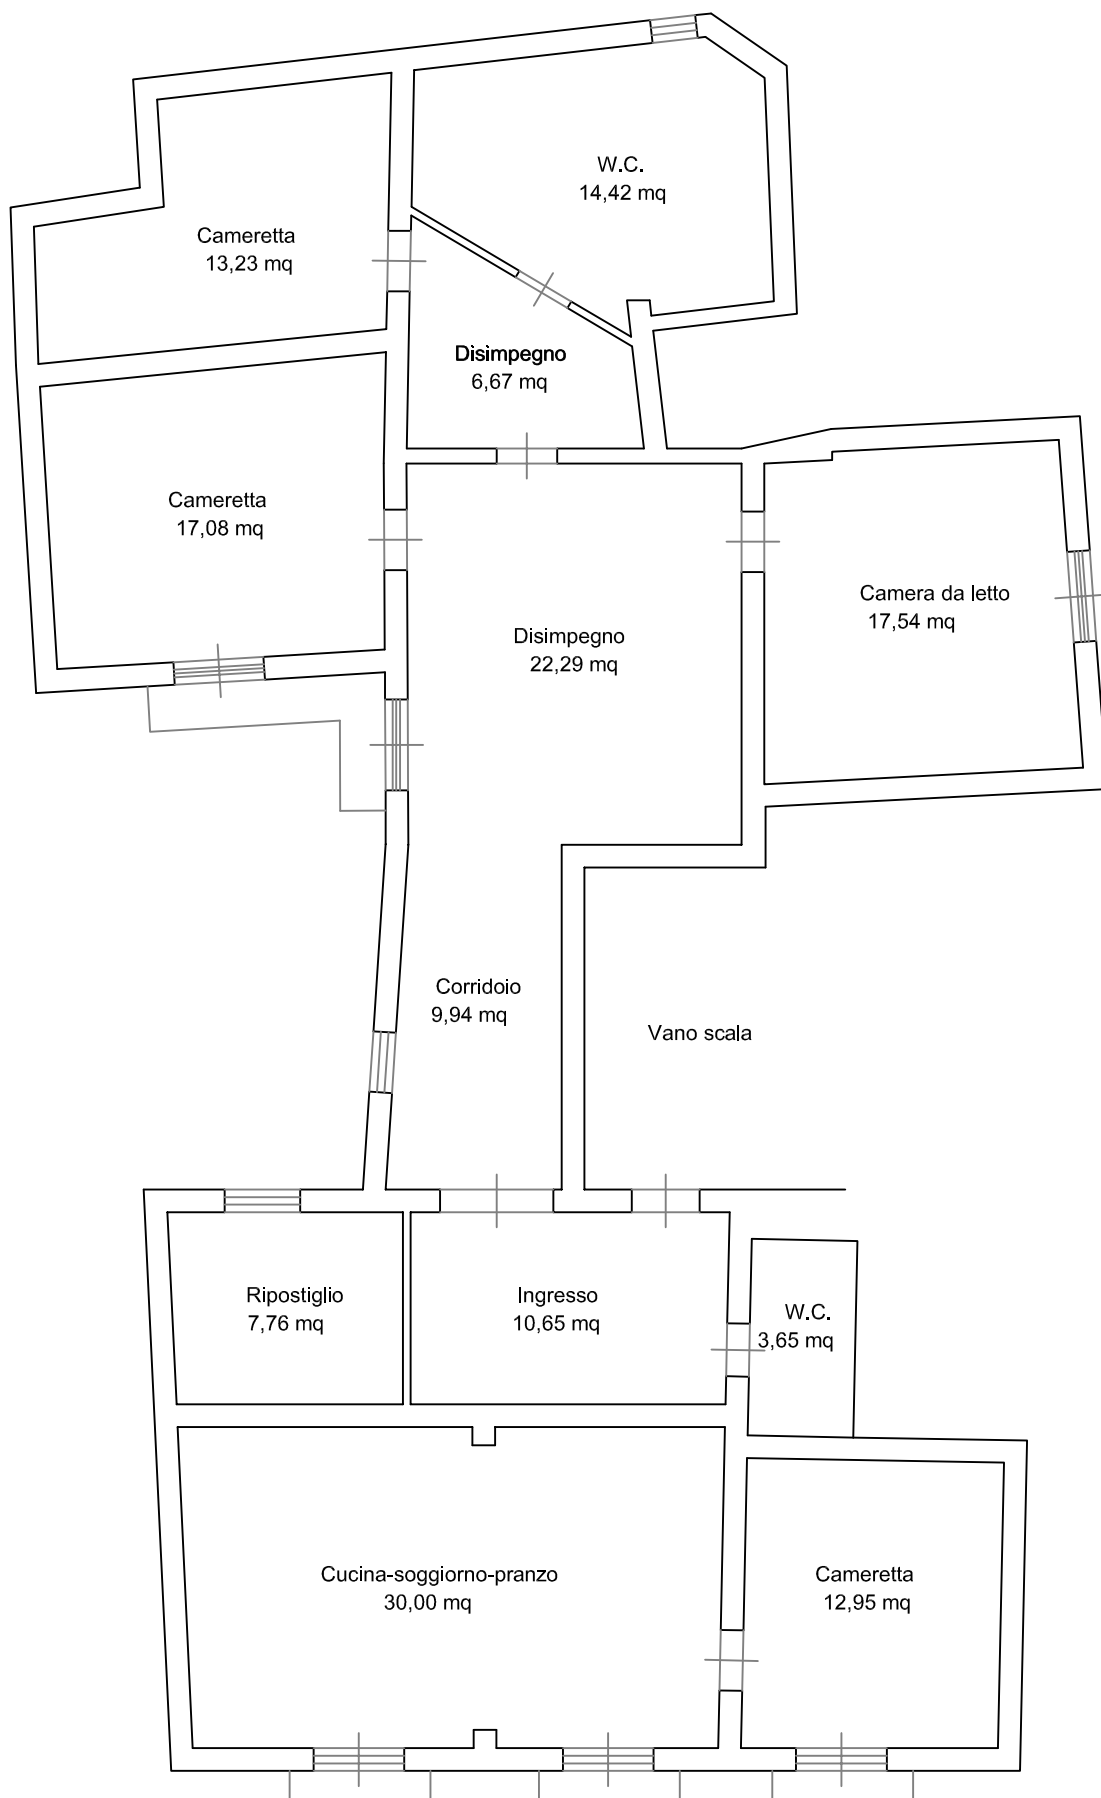 W.C.
14,42 mq
Cameretta
13,23 mq
Disimpegno
6,67 mq
Cameretta
17,08 mq
Camera da letto
17,54 mq
Disimpegno
22,29 mq
Corridoio
9,94 mq
Vano scala
Ripostiglio
7,76 mq
Ingresso
10,65 mq
W.C.
3,65 mq
Cucina-soggiorno-pranzo
30,00 mq
Cameretta
12,95 mq